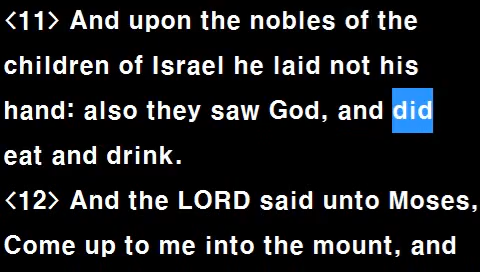 <11> And upon the nobles of the
children of Israel he laid not his
hand: also they saw God, and did
eat and drink.
<12> And the LORD said unto Moses,
Come up to me into the mount, and